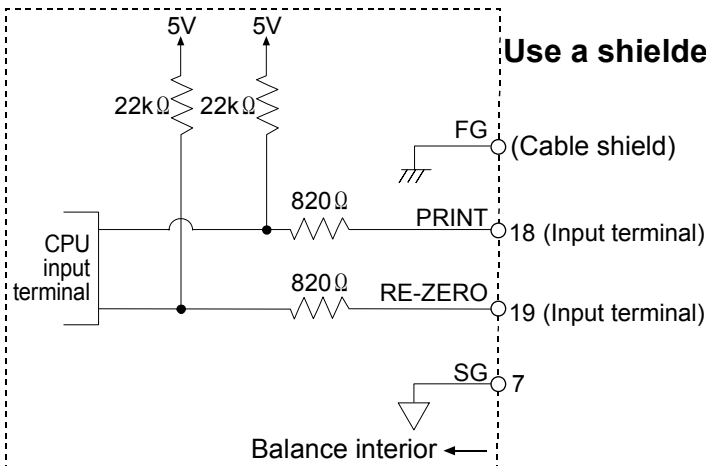 5V 5V
Use a shielde
22kΩ 22kΩ
FG (Cable shield)
820Ω
PRINT 18 (Input terminal)
CPU
input
terminal
820Ω
RE-ZERO 19 (Input terminal)
SG 7
Balance interior